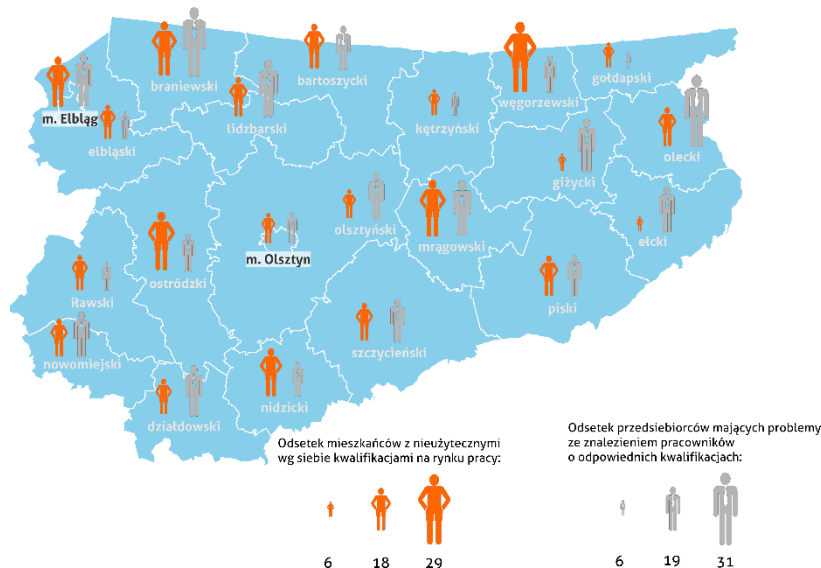 braniewski
bartoszycki
gołdapski
węgorzewski
m. Elbląg
lidzbarski
kętrzyński
elbląski
olecki
giżycki
olsztyński
mrągowski
ełcki
m. Olsztyn
ostródzki
iławski
piski
szczycieński
nowomiejski
nidzicki
działdowski
Odsetek mieszkańców z nieużytecznymi
wg siebie kwalifikacjami na rynku pracy:
6 18 29
Odsetek przedsiebiorców mających problemy
ze znalezieniem pracowników
o odpowiednich kwalifikacjach:
6 19 31